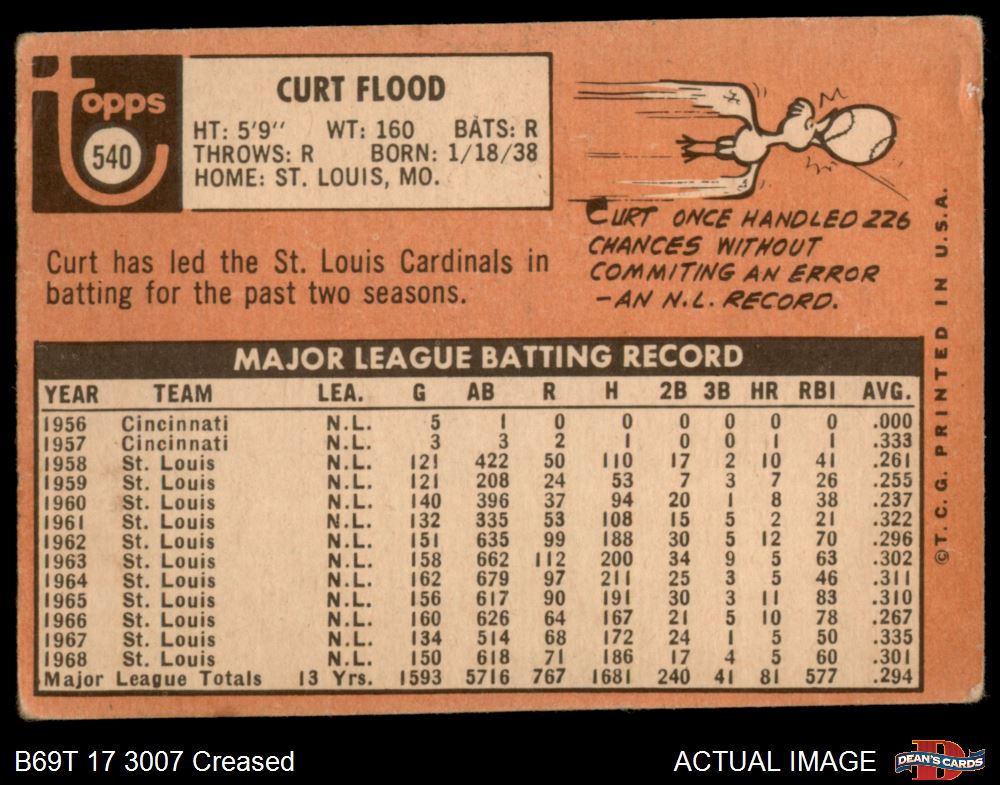 topps
540
CURT FLOOD
HT: 5'9" WT: 160 BATS: R
THROWS: R BORN: 1/18/38
HOME: ST. LOUIS, MO.
CURT ONCE HANDLED 226
CHANCES WITHOUT
COMMITING AN ERROR
-AN N.L. RECORD.
Curt has led the St. Louis Cardinals in
batting for the past two seasons.
MAJOR LEAGUE BATTING RECORD
YEAR TEAM LEA. G AB R H 2B 3B HR RBI AVG.
1956 Cincinnati N.L. 5 1 0 0 0 0 0 0 .000
1957 Cincinnati N.L. 3 3 2 1 0 0 1 1 .333
1958 St. Louis N.L. 121 422 50 110 17 2 10 41 .261
1959 St. Louis N.L. 121 208 24 53 7 3 7 26 .255
1960 St. Louis N.L. 140 396 37 94 20 1 8 38 .237
1961 St. Louis N.L. 132 335 53 108 15 5 2 21 .322
1962 St. Louis N.L. 151 635 99 188 30 5 12 70 .296
1963 St. Louis N.L. 158 662 112 200 34 9 5 63 .302
1964 St. Louis N.L. 162 679 97 211 25 3 5 46 .311
1965 St. Louis N.L. 156 617 90 191 30 3 11 83 .310
1966 St. Louis N.L. 160 626 64 167 21 5 10 78 .267
1967 St. Louis N.L. 134 514 68 172 24 1 5 50 .335
1968 St. Louis N.L. 150 618 71 186 17 4 5 60 .301
Major League Totals 13 Yrs. 1593 5716 767 1681 240 41 81 577 .294
©T. C. G. PRINTED IN U.S.A.
B69T 17 3007 Creased
ACTUAL IMAGE
D
DEAN'S CARDS